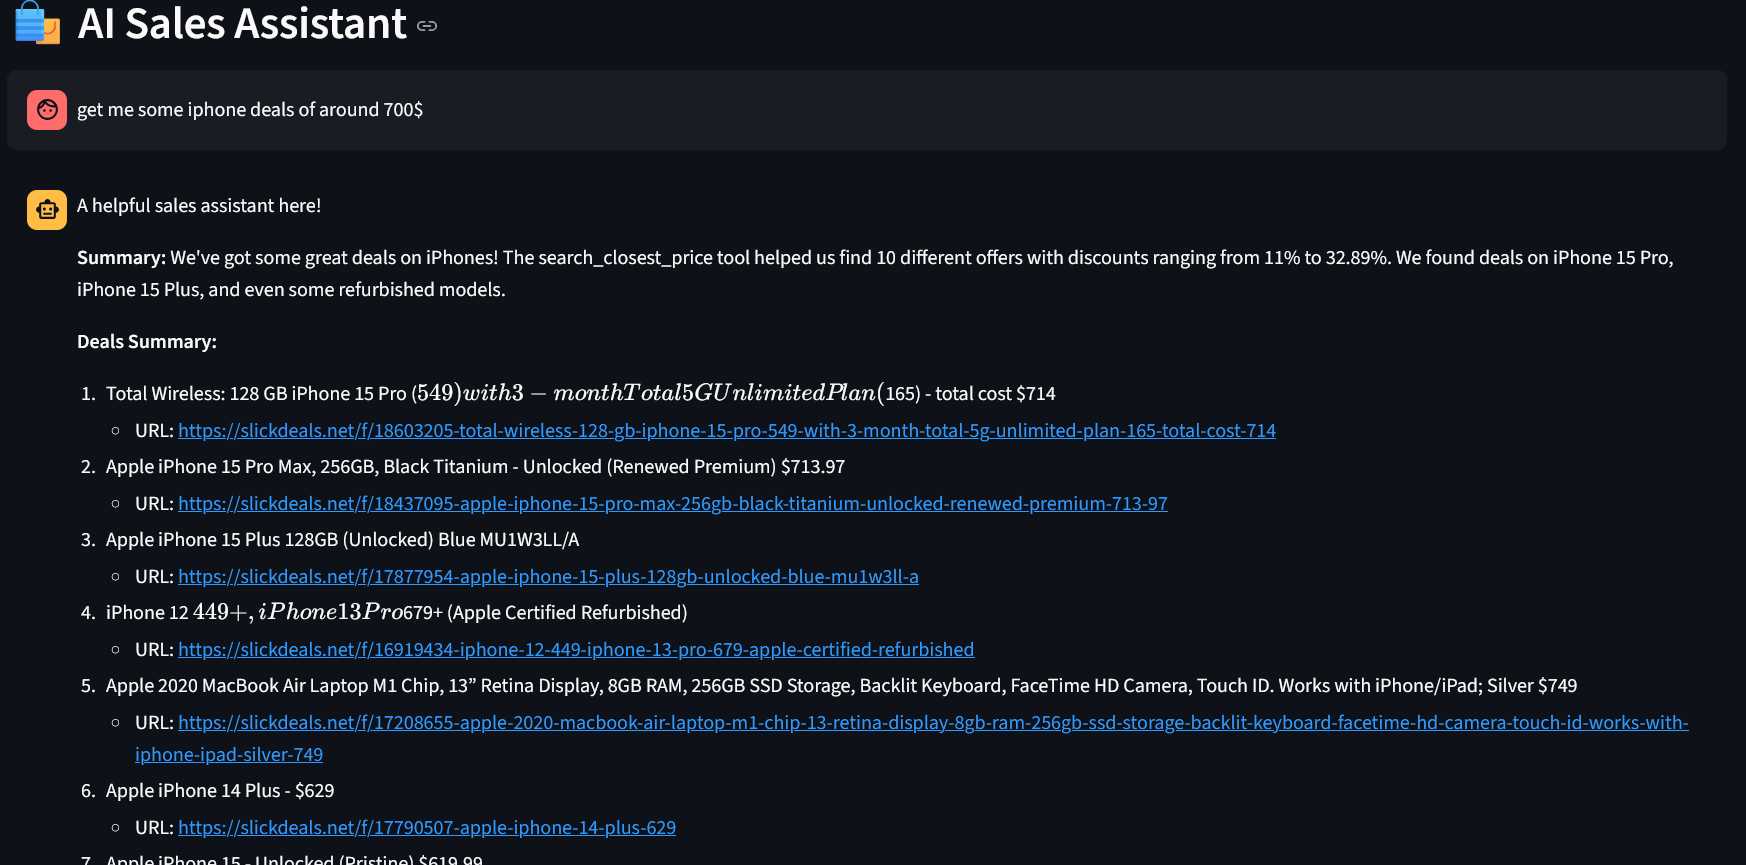 AI Sales Assistant
get me some iphone deals of around 700$
A helpful sales assistant here!
Summary: We've got some great deals on iPhones! The search_closest_price tool helped us find 10 different offers with discounts ranging from 11% to 32.89%. We found deals on iPhone 15 Pro,
iPhone 15 Plus, and even some refurbished models.
Deals Summary:
1. Total Wireless: 128 GB iPhone 15 Pro (549)with3−monthTotal5GUnlimitedPlan(165) - total cost $714
○ URL: https://slickdeals.net/f/18603205-total-wireless-128-gb-iphone-15-pro-549-with-3-month-total-5g-unlimited-plan-165-total-cost-714
2. Apple iPhone 15 Pro Max, 256GB, Black Titanium - Unlocked (Renewed Premium) $713.97
○ URL: https://slickdeals.net/f/18437095-apple-iphone-15-pro-max-256gb-black-titanium-unlocked-renewed-premium-713-97
3. Apple iPhone 15 Plus 128GB (Unlocked) Blue MU1W3LL/A
○ URL: https://slickdeals.net/f/17877954-apple-iphone-15-plus-128gb-unlocked-blue-mu1w3ll-a
4. iPhone 12 449+,iPhone13Pro679+ (Apple Certified Refurbished)
○ URL: https://slickdeals.net/f/16919434-iphone-12-449-iphone-13-pro-679-apple-certified-refurbished
5. Apple 2020 MacBook Air Laptop M1 Chip, 13” Retina Display, 8GB RAM, 256GB SSD Storage, Backlit Keyboard, FaceTime HD Camera, Touch ID. Works with iPhone/iPad; Silver $749
○ URL: https://slickdeals.net/f/17208655-apple-2020-macbook-air-laptop-m1-chip-13-retina-display-8gb-ram-256gb-ssd-storage-backlit-keyboard-facetime-hd-camera-touch-id-works-with-
iphone-ipad-silver-749
6. Apple iPhone 14 Plus - $629
○ URL: https://slickdeals.net/f/17790507-apple-iphone-14-plus-629
7. Apple iPhone 15 - Unlocked (Pristine) $619.99